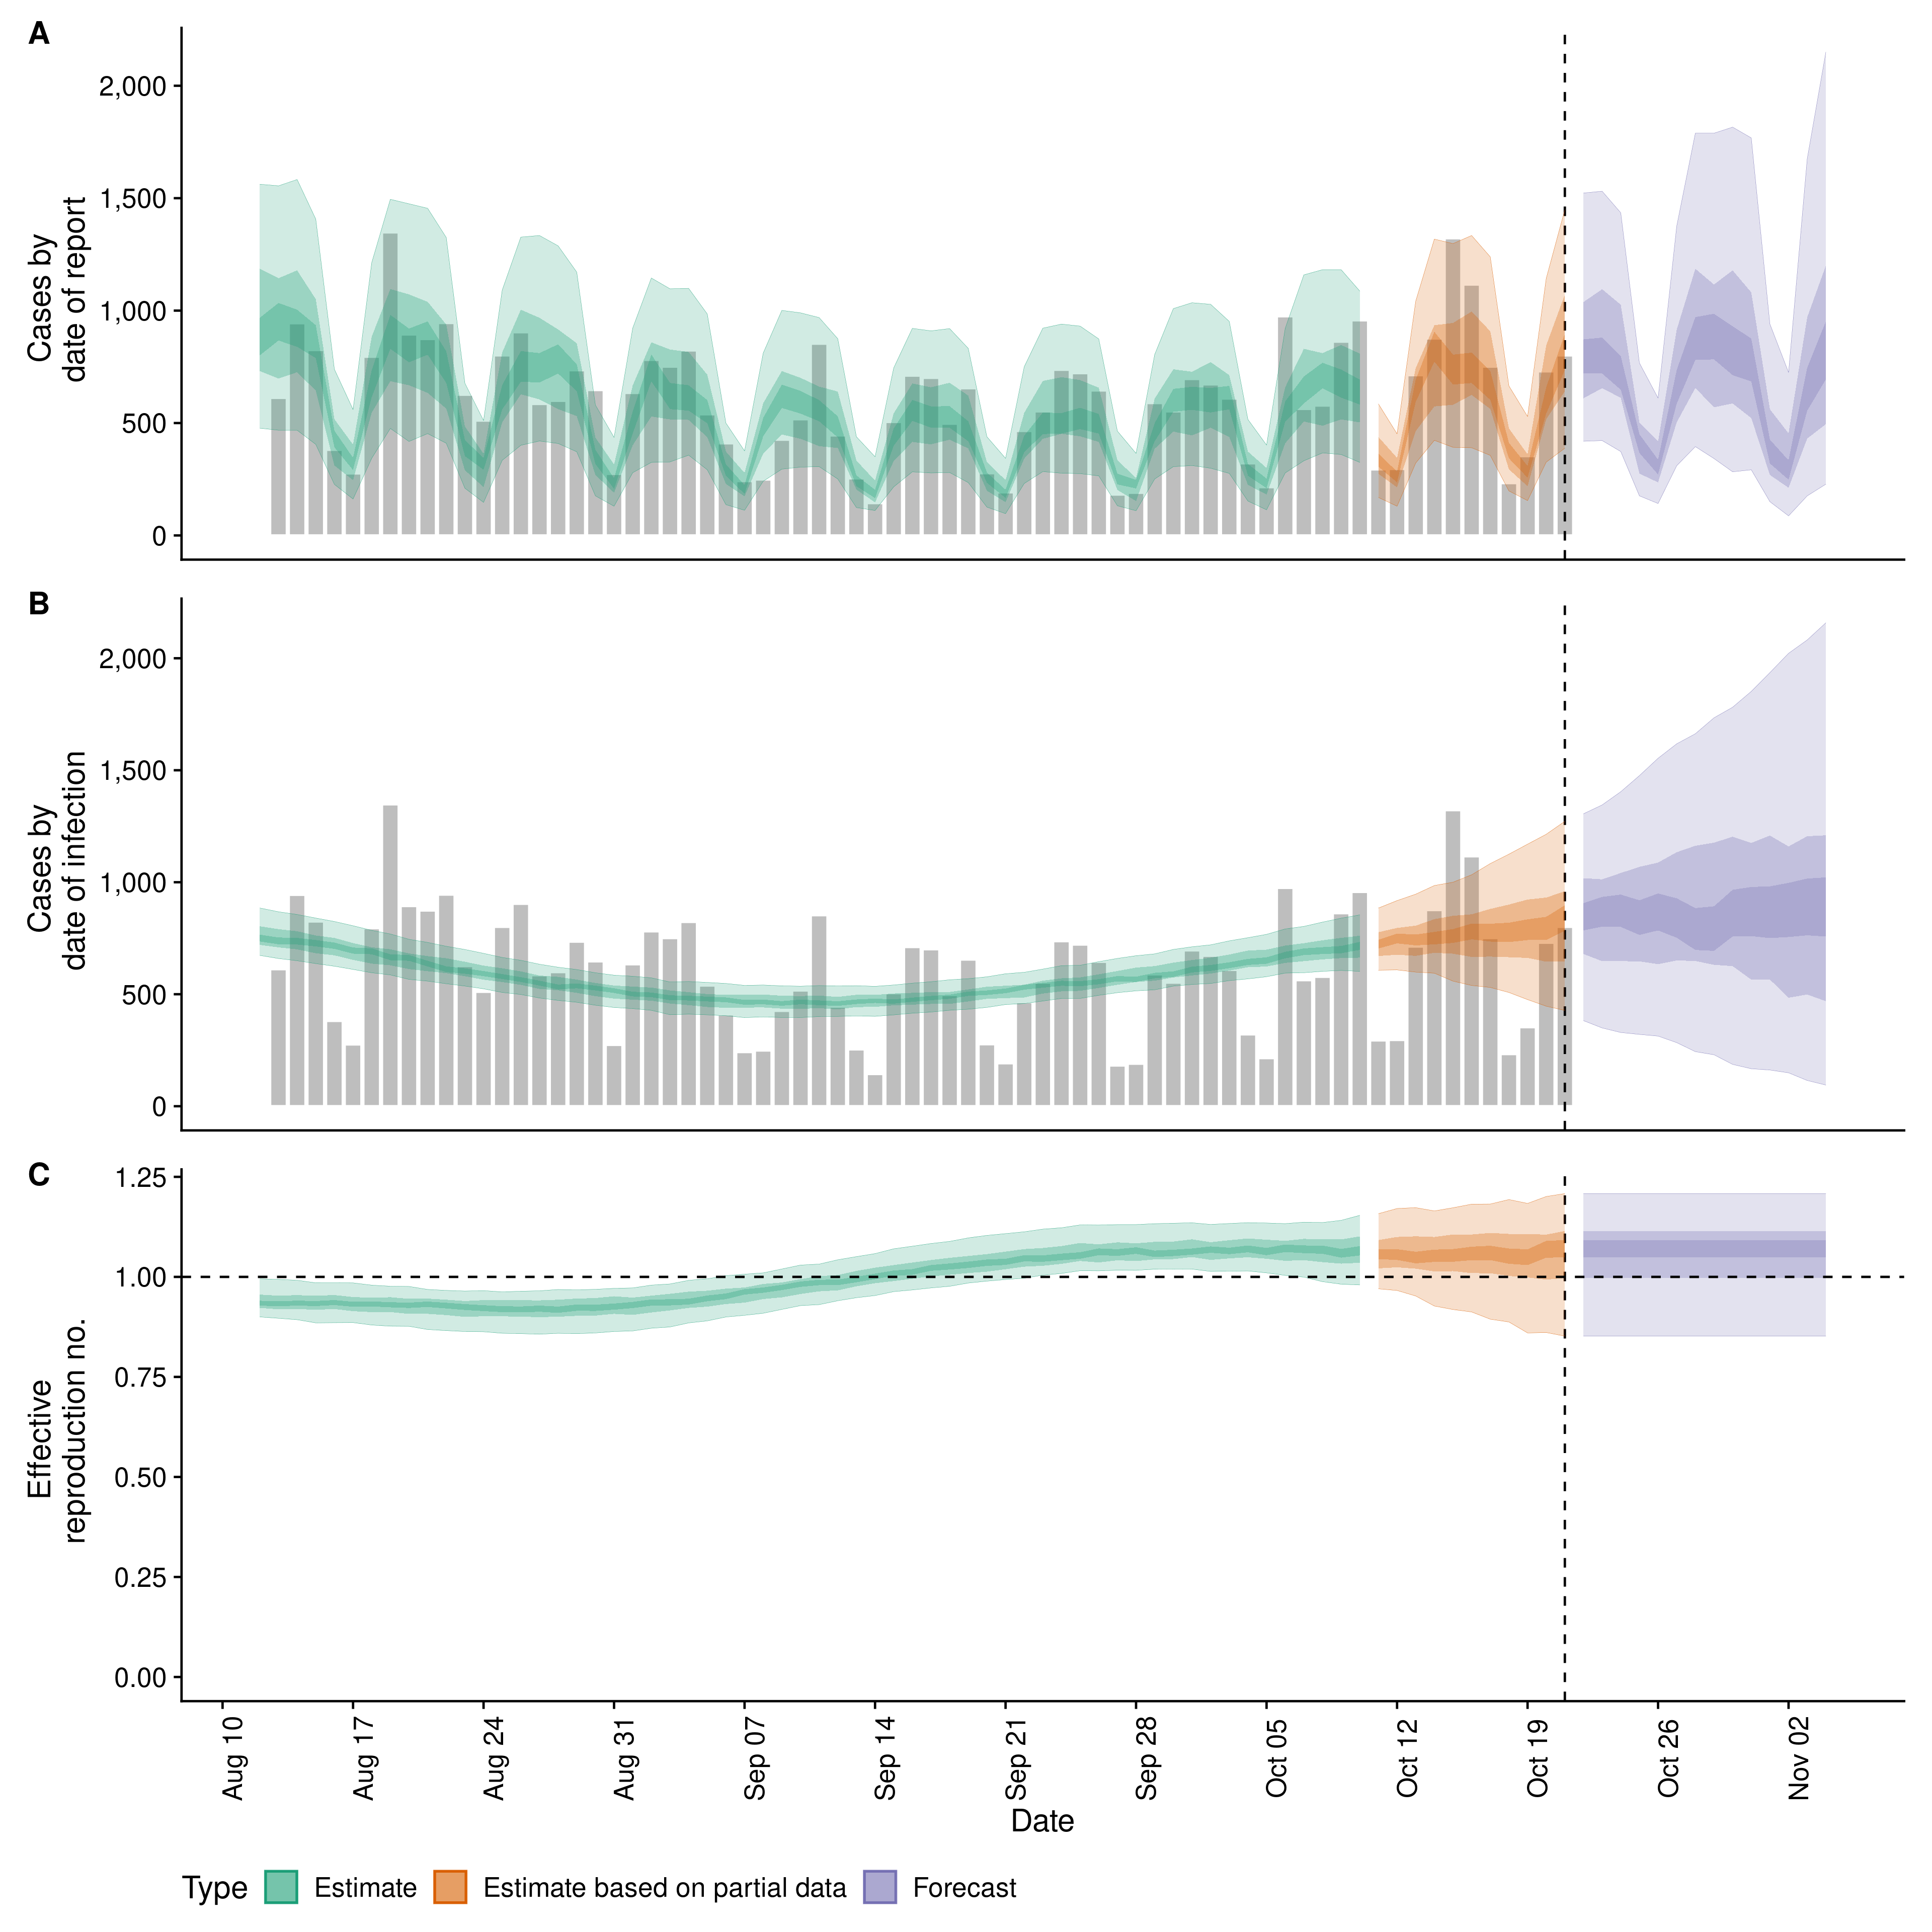 A
2,000
1,500
1,000
500
0
Cases by
date of report
B
2,000
1,500
1,000
500
0
Cases by
date of infection
C
1.25
1.00
0.75
0.50
0.25
0.00
Effective
reproduction no.
Aug 10
Aug 17
Aug 24
Aug 31
Sep 07
Sep 14
Sep 21
Sep 28
Oct 05
Oct 12
Oct 19
Oct 26
Nov 02
Date
Type Estimate Estimate based on partial data Forecast